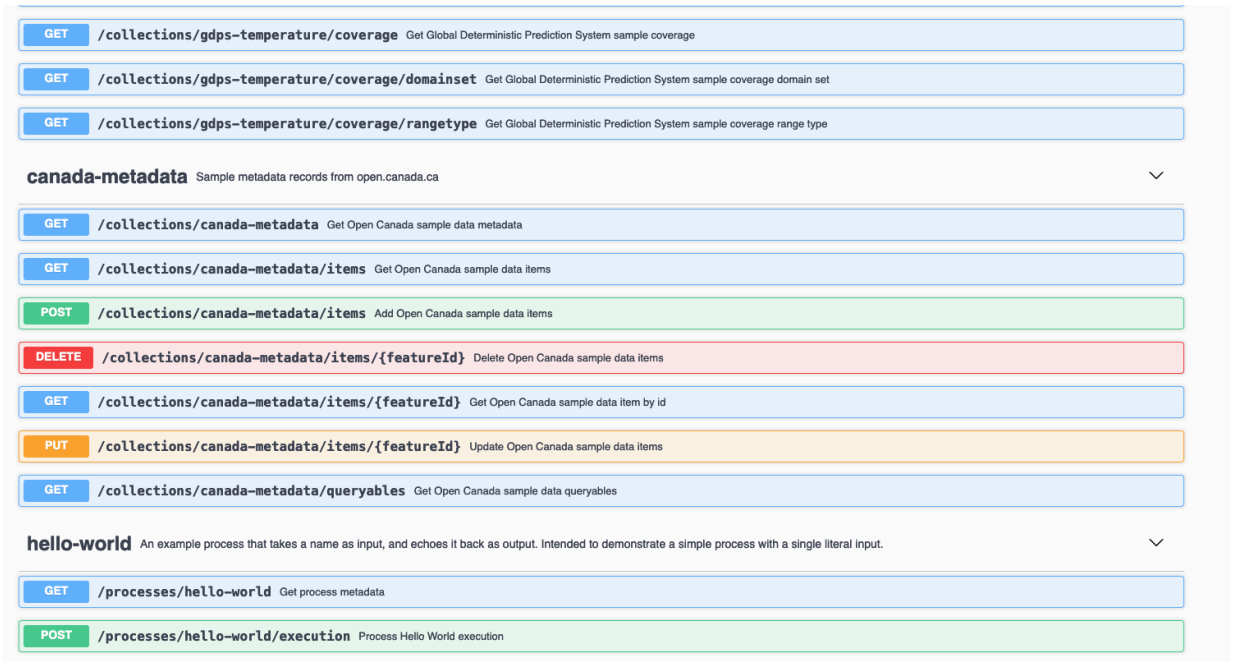 GET /collections/gdps-temperature/coverage Get Global Deterministic Prediction System sample coverage
GET /collections/gdps-temperature/coverage/domainset Get Global Deterministic Prediction System sample coverage domain set
GET /collections/gdps-temperature/coverage/rangetype Get Global Deterministic Prediction System sample coverage range type
canada-metadata Sample metadata records from open.canada.ca
GET /collections/canada-metadata Get Open Canada sample data metadata
GET /collections/canada-metadata/items Get Open Canada sample data items
POST /collections/canada-metadata/items Add Open Canada sample data items
DELETE /collections/canada-metadata/items/{featureId} Delete Open Canada sample data items
GET /collections/canada-metadata/items/{featureId} Get Open Canada sample data item by id
PUT /collections/canada-metadata/items/{featureId} Update Open Canada sample data items
GET /collections/canada-metadata/queryables Get Open Canada sample data queryables
hello-world An example process that takes a name as input, and echoes it back as output. Intended to demonstrate a simple process with a single literal input.
GET /processes/hello-world Get process metadata
POST /processes/hello-world/execution Process Hello World execution